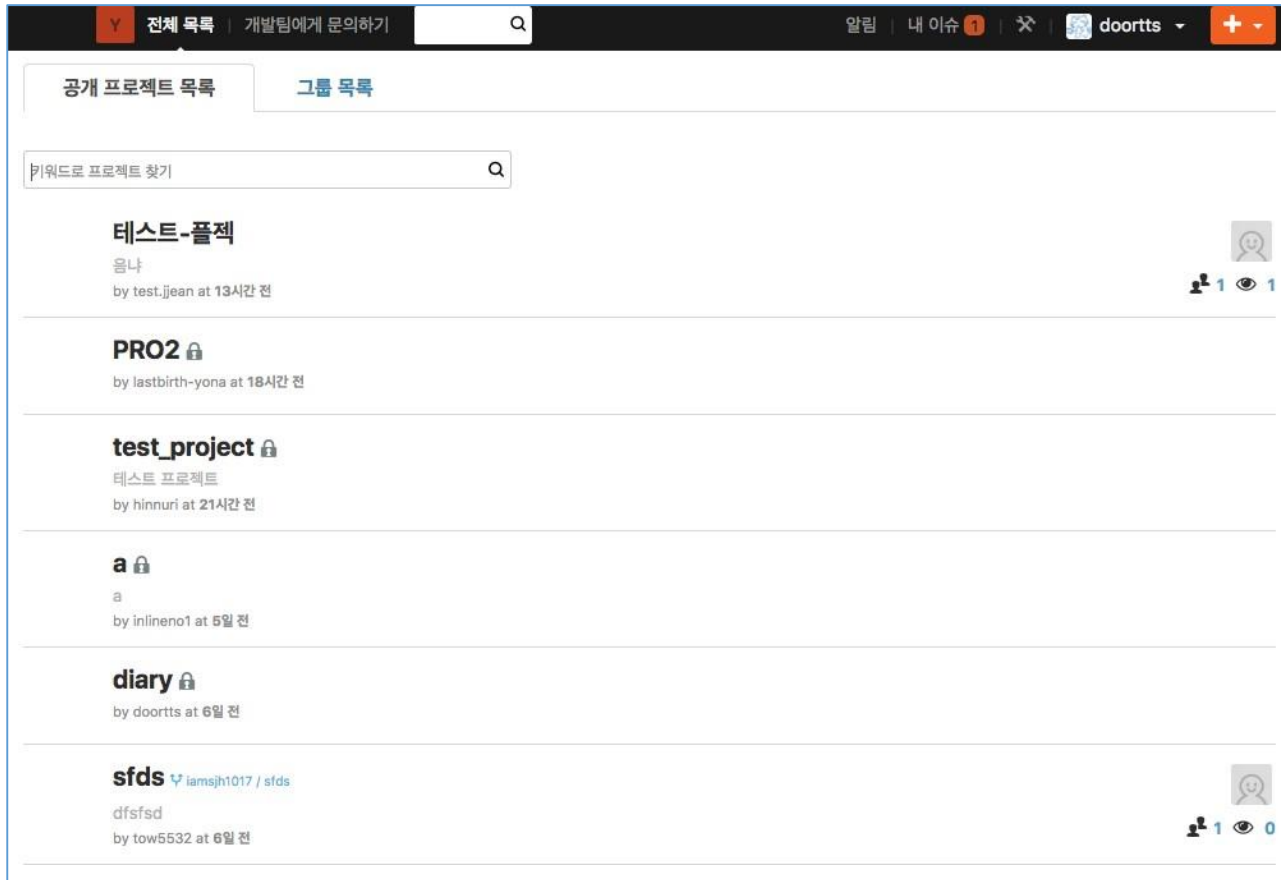 Y 전체 목록 개발팀에게 문의하기 알림 내 이슈 1 doortts
공개 프로젝트 목록 그룹 목록
키워드로 프로젝트 찾기
테스트-플젝
음냐
by test.jjean at 13시간 전
1 1
PRO2
by lastbirth-yona at 18시간 전
test_project
테스트 프로젝트
by hinnuri at 21시간 전
a
a
by inlineno1 at 5일 전
diary
by doortts at 6일 전
sfds iamsjh1017 / sfds
dfsfsd
by tow5532 at 6일 전
1 0